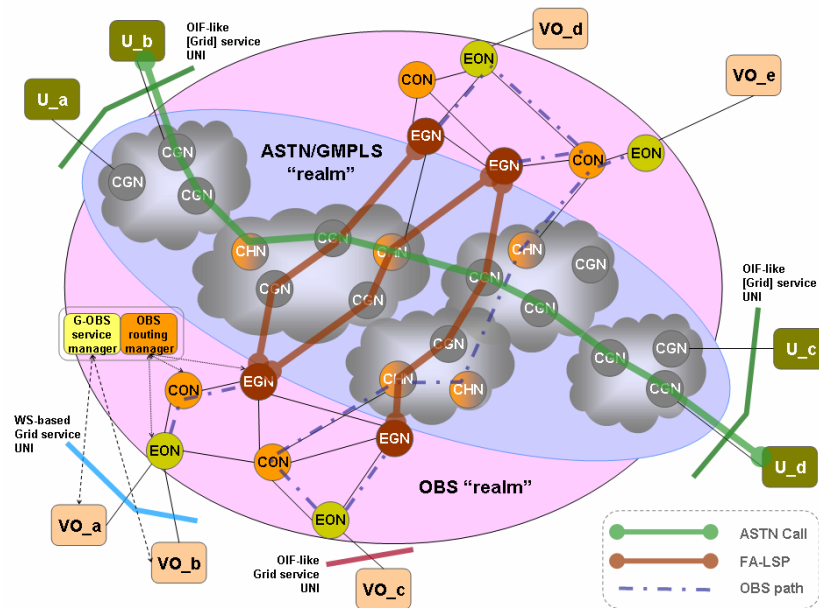 OIF-like
[Grid] service
UNI
U_b
VO_d
EON
CON
VO_e
U_a
EGN
ASTN/GMPLS
"realm"
EGN
CON
EON
CGN
CGN
CGN
CHN
CGN
CHN
CHN
CGN
CGN
CGN
CGN
CGN
OIF-like
[Grid] service
UNI
G-OBS
service
manager
OBS
routing
manager
CGN
CGN
CGN
U_c
CON
EGN
CHN
CHN
CGN
WS-based
Grid service
UNI
EON
CON
EGN
U_d
OBS "realm"
VO_a
EON
VO_b
OIF-like
Grid service
UNI
VO_c
ASTN Call
FA-LSP
OBS path